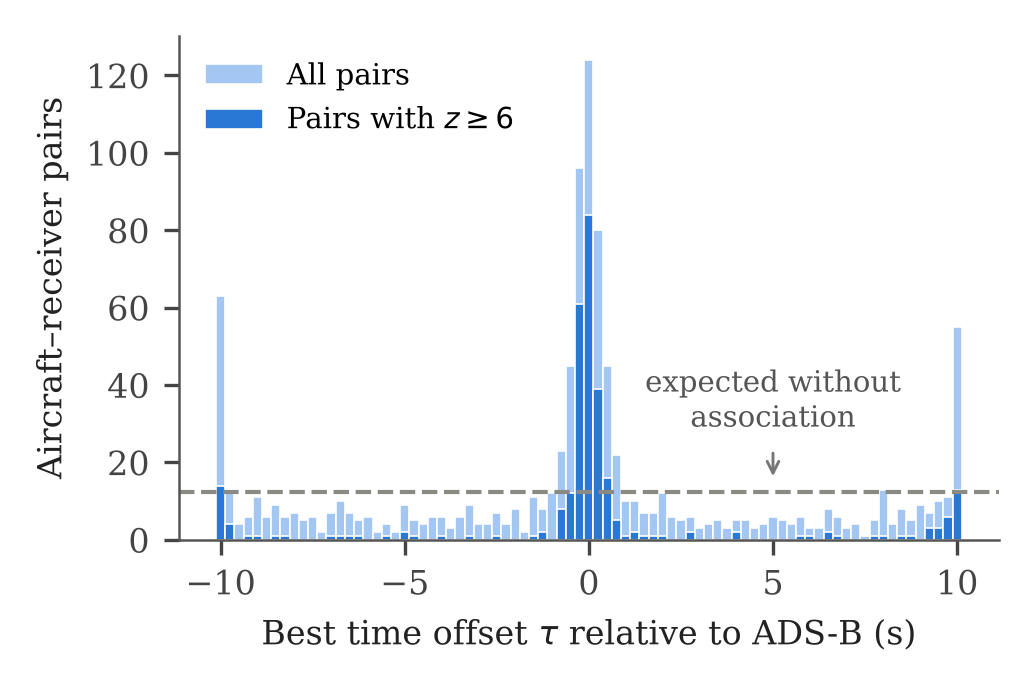 All pairs
Pairs with z ≥ 6
Aircraft–receiver pairs
120
100
80
60
40
20
0
expected without
association
−10
−5
0
5
10
Best time offset τ relative to ADS-B (s)